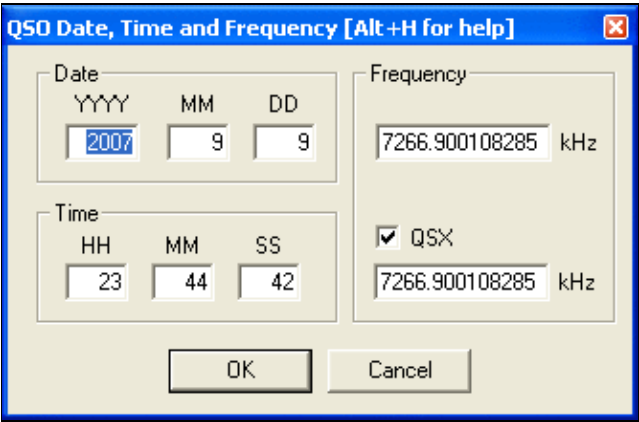 QSO Date, Time and Frequency [Alt+H for help]
Date
YYYY MM DD
2007 9 9
Time
HH MM SS
23 44 42
Frequency
7266.900108285 kHz
QSX
7266.900108285 kHz
OK Cancel